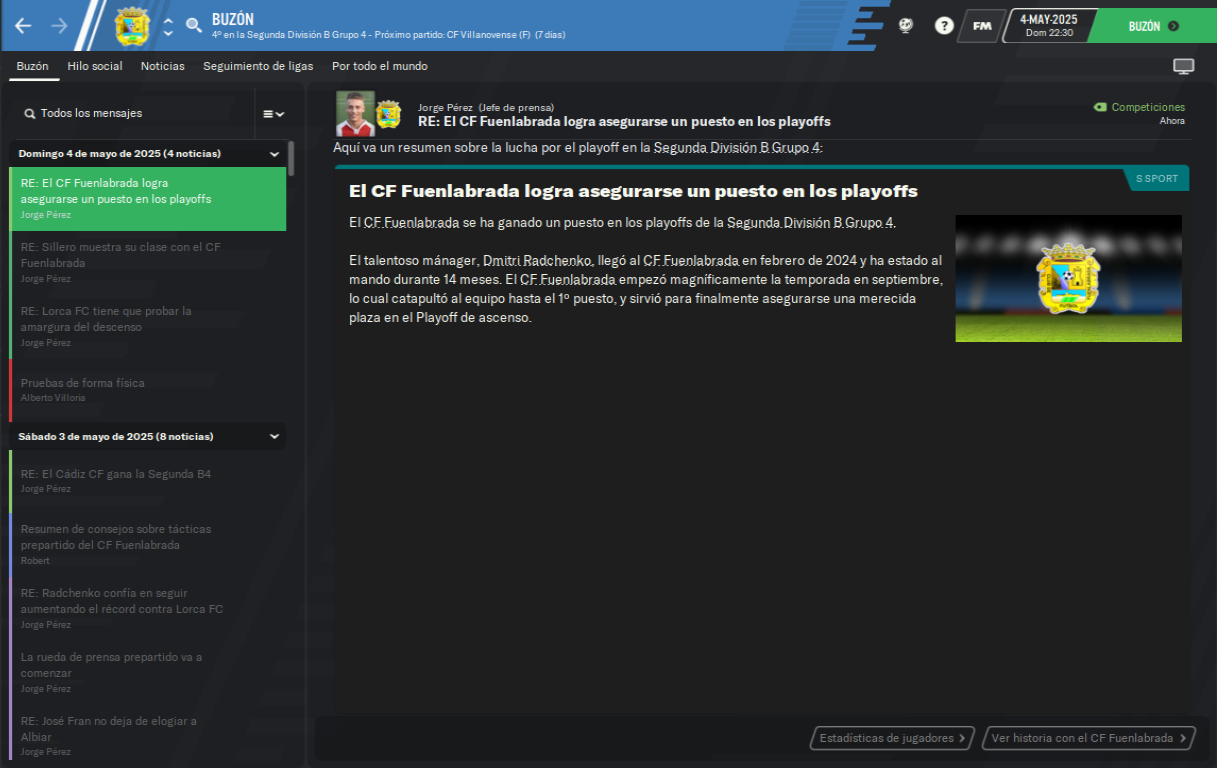 BUZÓN
4º en la Segunda División B Grupo 4 - Próximo partido: CF Villanovense (F) (7 días)
?
FM
4-MAY-2025
Dom 22:30
BUZÓN
Buzón
Hilo social
Noticias
Seguimiento de ligas
Por todo el mundo
Todos los mensajes
Domingo 4 de mayo de 2025 (4 noticias)
RE: El CF Fuenlabrada logra
asegurarse un puesto en los playoffs
Jorge Pérez
RE: Sillero muestra su clase con el CF
Fuenlabrada
Jorge Pérez
RE: Lorca FC tiene que probar la
amargura del descenso
Jorge Pérez
Pruebas de forma física
Alberto Villoria
Sábado 3 de mayo de 2025 (8 noticias)
RE: El Cádiz CF gana la Segunda B4
Jorge Pérez
Resumen de consejos sobre tácticas
prepartido del CF Fuenlabrada
Robert
RE: Radchenko confía en seguir
aumentando el récord contra Lorca FC
Jorge Pérez
La rueda de prensa prepartido va a
comenzar
Jorge Pérez
RE: José Fran no deja de elogiar a
Albiar
Jorge Pérez
Jorge Pérez (Jefe de prensa)
RE: El CF Fuenlabrada logra asegurarse un puesto en los playoffs
Competiciones
Ahora
Aquí va un resumen sobre la lucha por el playoff en la Segunda División B Grupo 4:
S SPORT
El CF Fuenlabrada logra asegurarse un puesto en los playoffs
El CF Fuenlabrada se ha ganado un puesto en los playoffs de la Segunda División B Grupo 4.
El talentoso mánager, Dmitri Radchenko, llegó al CF Fuenlabrada en febrero de 2024 y ha estado al
mando durante 14 meses. El CF Fuenlabrada empezó magníficamente la temporada en septiembre,
lo cual catapultó al equipo hasta el 1º puesto, y sirvió para finalmente asegurarse una merecida
plaza en el Playoff de ascenso.
Estadísticas de jugadores
Ver historia con el CF Fuenlabrada